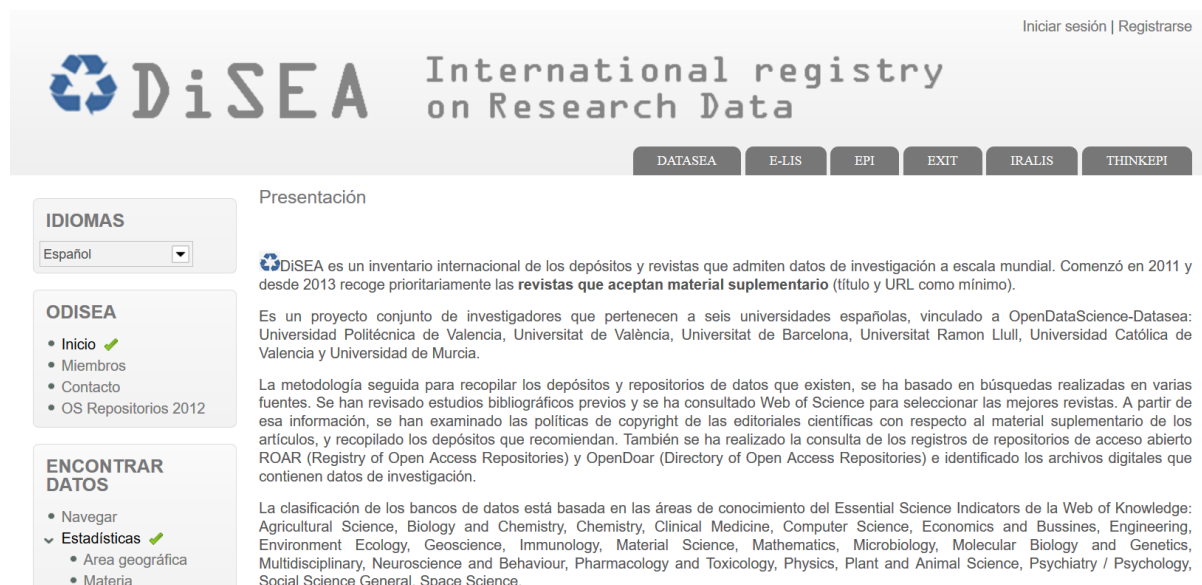 Iniciar sesión | Registrarse
DiSEA International registry
on Research Data
DATASEA E-LIS EPI EXIT IRALIS THINKEPI
Presentación
IDIOMAS
Español
ODISEA
Inicio
Miembros
Contacto
OS Repositorios 2012
ENCONTRAR
DATOS
Navegar
Estadísticas
Area geográfica
Materia
DiSEA es un inventario internacional de los depósitos y revistas que admiten datos de investigación a escala mundial. Comenzó en 2011 y
desde 2013 recoge prioritariamente las revistas que aceptan material suplementario (título y URL como mínimo).
Es un proyecto conjunto de investigadores que pertenecen a seis universidades españolas, vinculado a OpenDataScience-Datasea:
Universidad Politécnica de Valencia, Universitat de València, Universitat de Barcelona, Universitat Ramon Llull, Universidad Católica de
Valencia y Universidad de Murcia.
La metodología seguida para recopilar los depósitos y repositorios de datos que existen, se ha basado en búsquedas realizadas en varias
fuentes. Se han revisado estudios bibliográficos previos y se ha consultado Web of Science para seleccionar las mejores revistas. A partir de
esa información, se han examinado las políticas de copyright de las editoriales científicas con respecto al material suplementario de los
artículos, y recopilado los depósitos que recomiendan. También se ha realizado la consulta de los registros de repositorios de acceso abierto
ROAR (Registry of Open Access Repositories) y OpenDoar (Directory of Open Access Repositories) e identificado los archivos digitales que
contienen datos de investigación.
La clasificación de los bancos de datos está basada en las áreas de conocimiento del Essential Science Indicators de la Web of Knowledge:
Agricultural Science, Biology and Chemistry, Chemistry, Clinical Medicine, Computer Science, Economics and Bussines, Engineering,
Environment Ecology, Geoscience, Immunology, Material Science, Mathematics, Microbiology, Molecular Biology and Genetics,
Multidisciplinary, Neuroscience and Behaviour, Pharmacology and Toxicology, Physics, Plant and Animal Science, Psychiatry / Psychology,
Social Science General, Space Science.